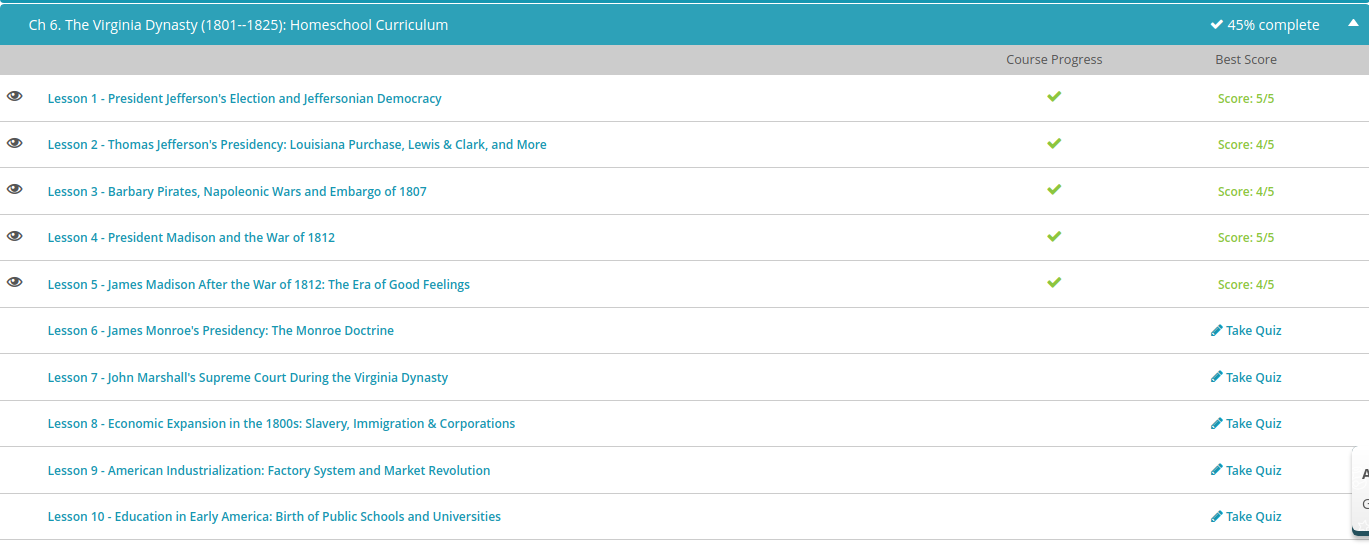 Ch 6. The Virginia Dynasty (1801--1825): Homeschool Curriculum 45% complete
Course Progress Best Score
Lesson 1 - President Jefferson's Election and Jeffersonian Democracy Score: 5/5
Lesson 2 - Thomas Jefferson's Presidency: Louisiana Purchase, Lewis & Clark, and More Score: 4/5
Lesson 3 - Barbary Pirates, Napoleonic Wars and Embargo of 1807 Score: 4/5
Lesson 4 - President Madison and the War of 1812 Score: 5/5
Lesson 5 - James Madison After the War of 1812: The Era of Good Feelings Score: 4/5
Lesson 6 - James Monroe's Presidency: The Monroe Doctrine Take Quiz
Lesson 7 - John Marshall's Supreme Court During the Virginia Dynasty Take Quiz
Lesson 8 - Economic Expansion in the 1800s: Slavery, Immigration & Corporations Take Quiz
Lesson 9 - American Industrialization: Factory System and Market Revolution Take Quiz
Lesson 10 - Education in Early America: Birth of Public Schools and Universities Take Quiz